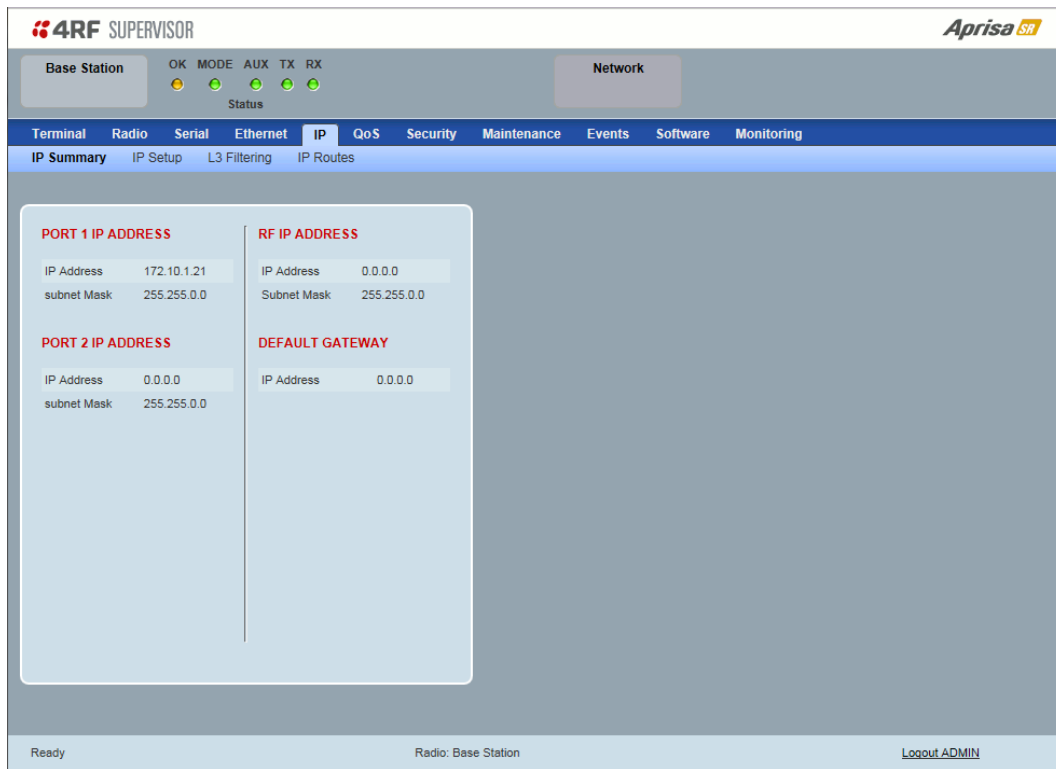 4RF SUPERVISOR
Aprisa SR
Base Station
OK MODE AUX TX RX
Status
Network
Terminal Radio Serial Ethernet IP QoS Security Maintenance Events Software Monitoring
IP Summary IP Setup L3 Filtering IP Routes
PORT 1 IP ADDRESS
IP Address 172.10.1.21
subnet Mask 255.255.0.0
PORT 2 IP ADDRESS
IP Address 0.0.0.0
subnet Mask 255.255.0.0
RF IP ADDRESS
IP Address 0.0.0.0
Subnet Mask 255.255.0.0
DEFAULT GATEWAY
IP Address 0.0.0.0
Ready
Radio: Base Station
Logout ADMIN